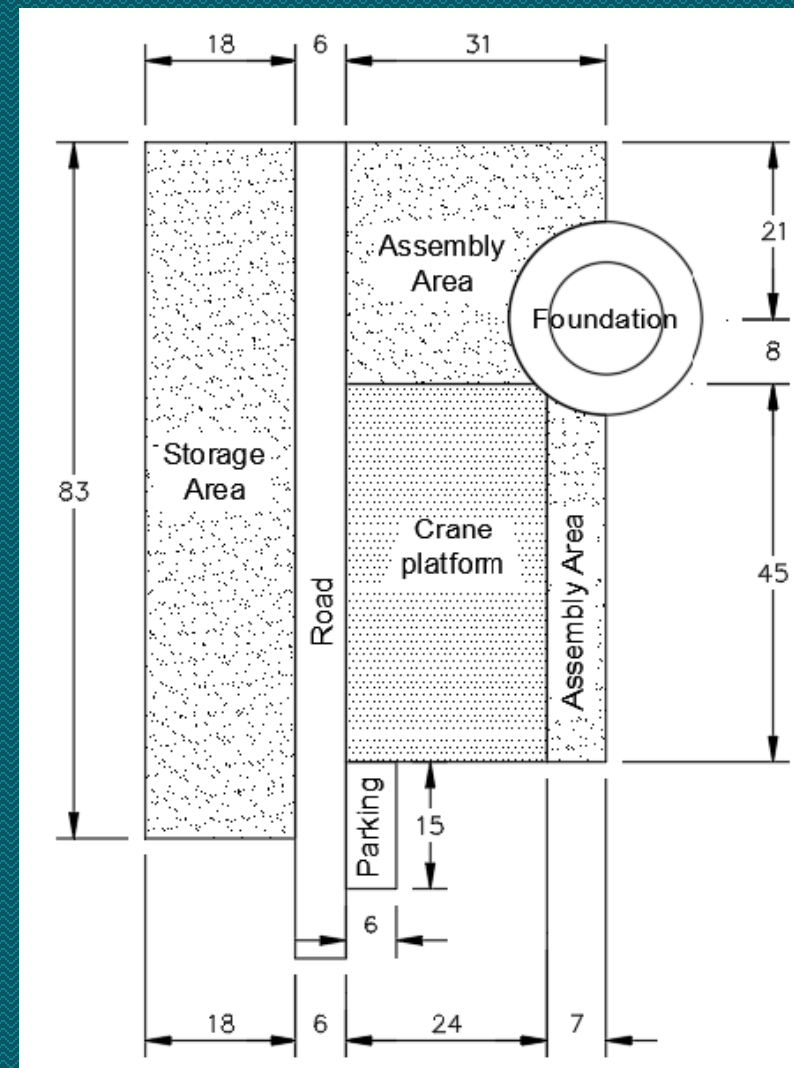 18 6 31
Assembly
Area
21
Foundation
8
Storage
Area
83
Crane
platform
Road
Assembly Area
45
Parking
15
6
18 6 24 7